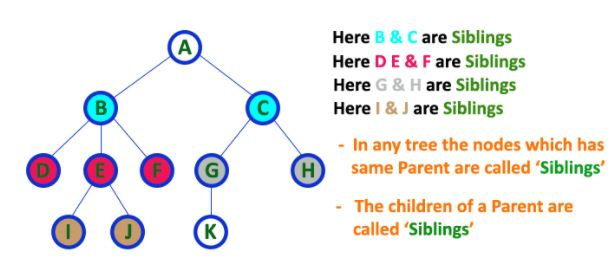 A
B
C
D
E
F
G
H
I
J
K
Here B & C are Siblings
Here D E & F are Siblings
Here G & H are Siblings
Here I & J are Siblings
- In any tree the nodes which has
same Parent are called ‘Siblings’
- The children of a Parent are
called ‘Siblings’